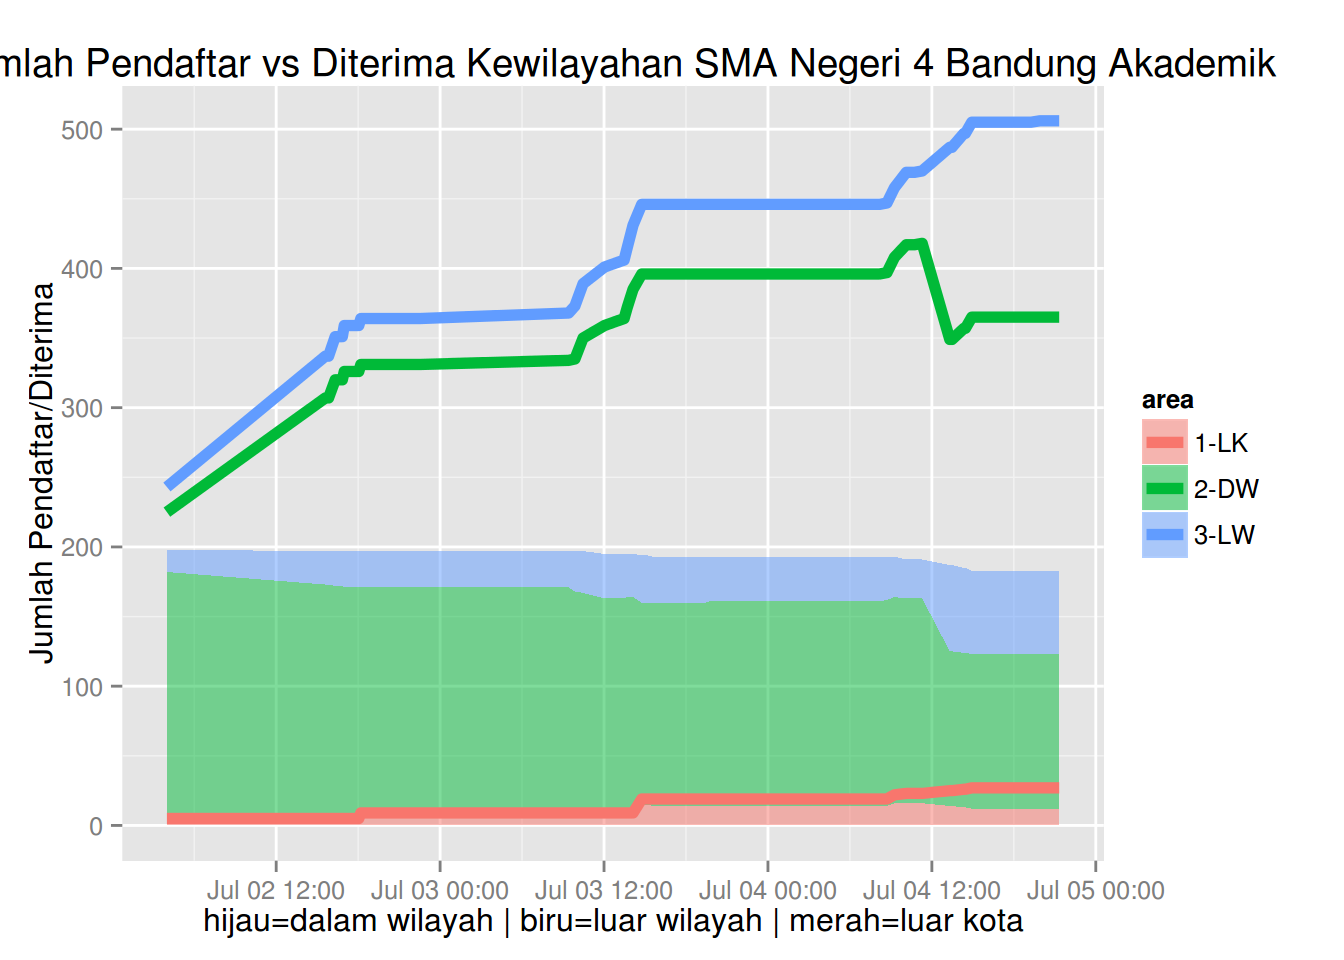 mlah Pendaftar vs Diterima Kewilayahan SMA Negeri 4 Bandung Akademik
Jumlah Pendaftar/Diterima
500
400
300
200
100
0
area
1-LK
2-DW
3-LW
Jul 02 12:00 Jul 03 00:00 Jul 03 12:00 Jul 04 00:00 Jul 04 12:00 Jul 05 00:00
hijau=dalam wilayah | biru=luar wilayah | merah=luar kota